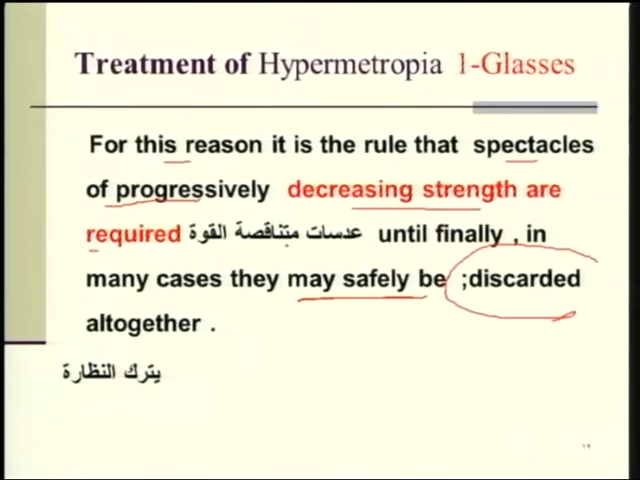 Treatment of Hypermetropia 1-Glasses
For this reason it is the rule that spectacles
of progressively decreasing strength are
required عدسات متناقصة القوة until finally , in
many cases they may safely be ;discarded
altogether .
يترك النظارة
١٩